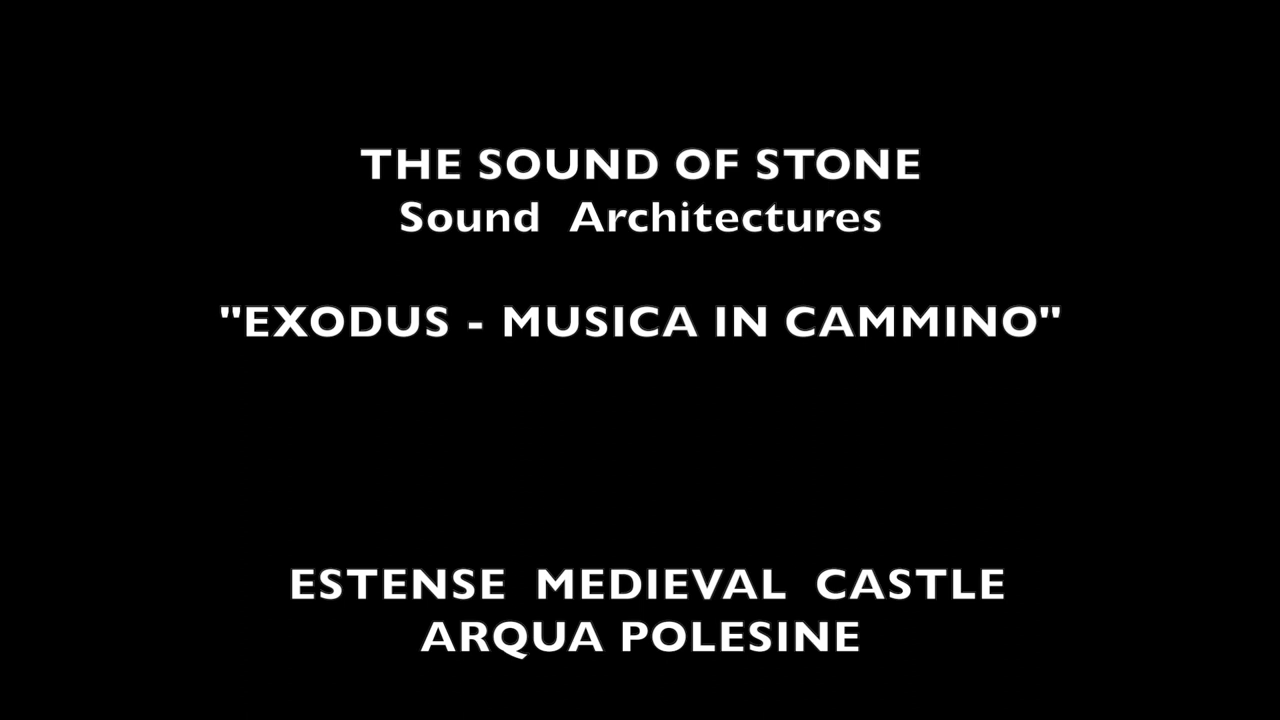 THE SOUND OF STONE
Sound Architectures
"EXODUS - MUSICA IN CAMMINO"
ESTENSE MEDIEVAL CASTLE
ARQUA POLESINE